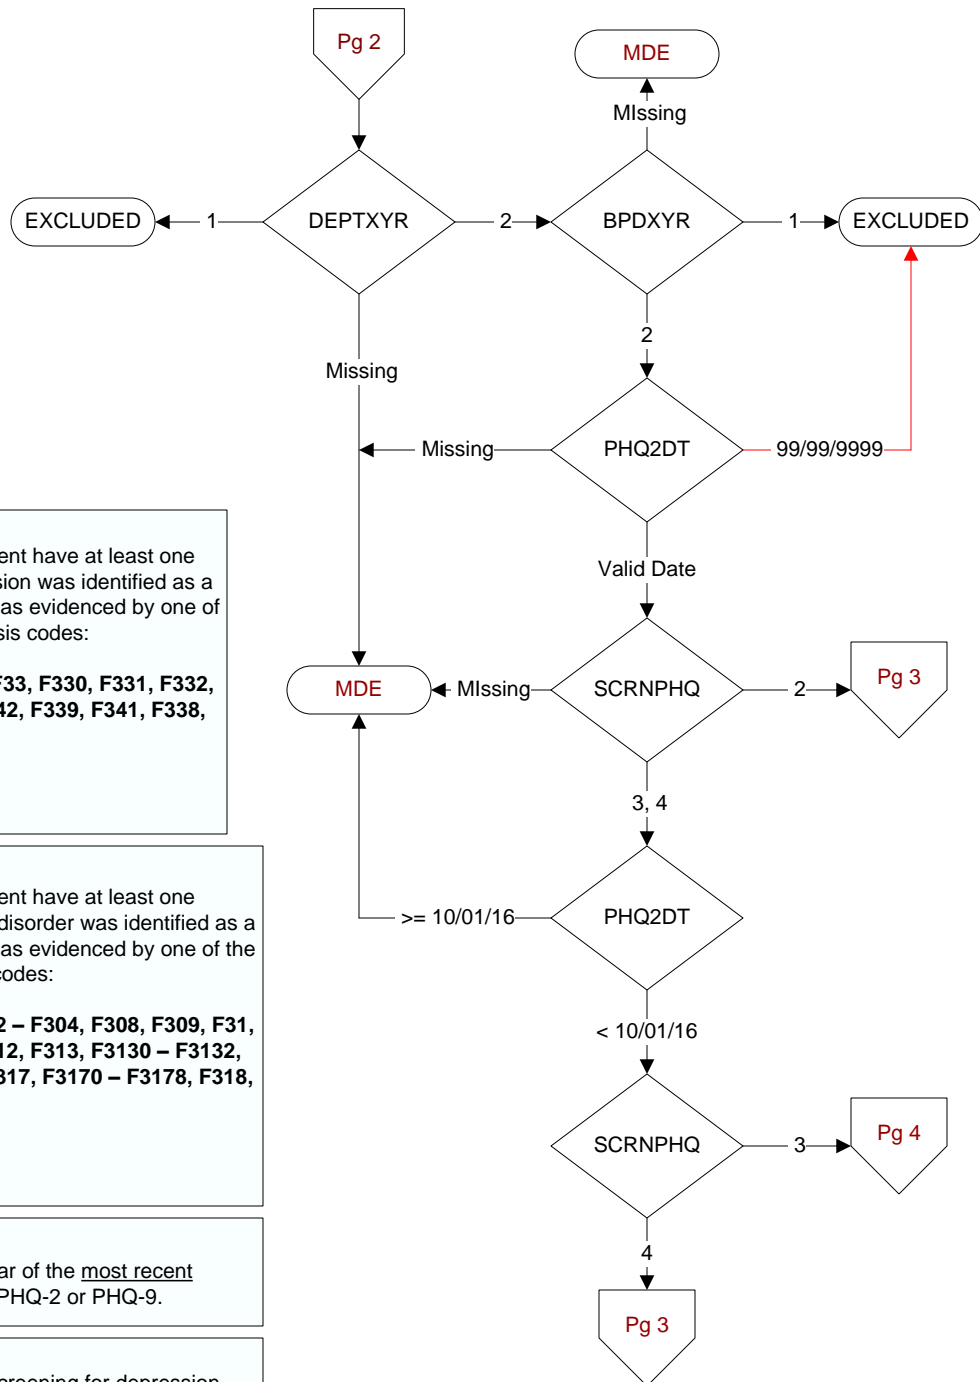 Pg 2
MDE
MIssing
EXCLUDED
1
DEPTXYR
2
BPDXYR
1
EXCLUDED
2
Missing
Missing
PHQ2DT
99/99/9999
Valid Date
MDE
MIssing
SCRNPHQ
2
Pg 3
3, 4
>= 10/01/16
PHQ2DT
< 10/01/16
SCRNPHQ
3
Pg 4
4
Pg 3
ent have at least one
sion was identified as a
as evidenced by one of
sis codes:
F33, F330, F331, F332,
42, F339, F341, F338,
ent have at least one
disorder was identified as a
as evidenced by one of the
codes:
2 – F304, F308, F309, F31,
12, F313, F3130 – F3132,
317, F3170 – F3178, F318,
ar of the most recent
PHQ-2 or PHQ-9.